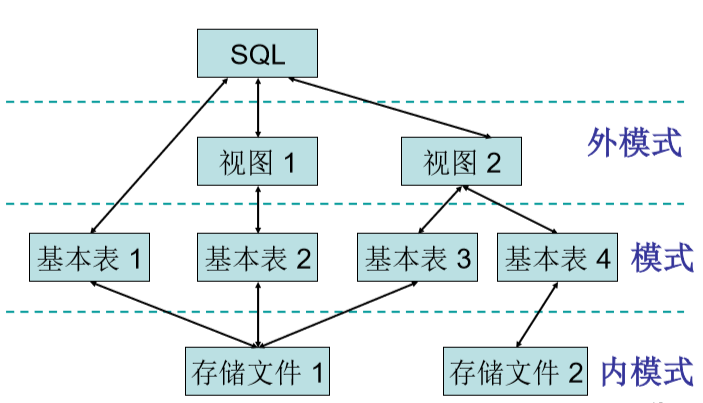 SQL
外模式
视图 1
视图 2
基本表 1
基本表 2
基本表 3
基本表 4
模式
存储文件 1
存储文件 2
内模式